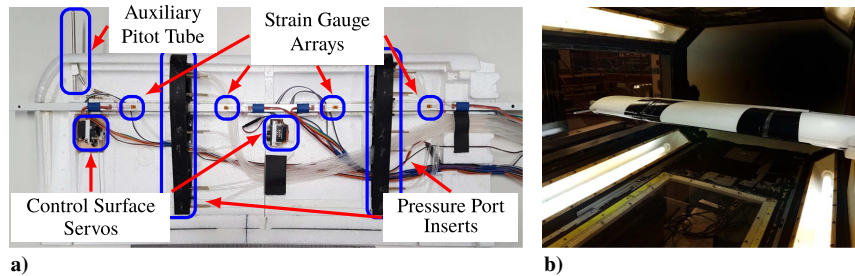 Auxiliary
Pitot Tube
Strain Gauge
Arrays
Control Surface
Servos
Pressure Port
Inserts
a)
b)